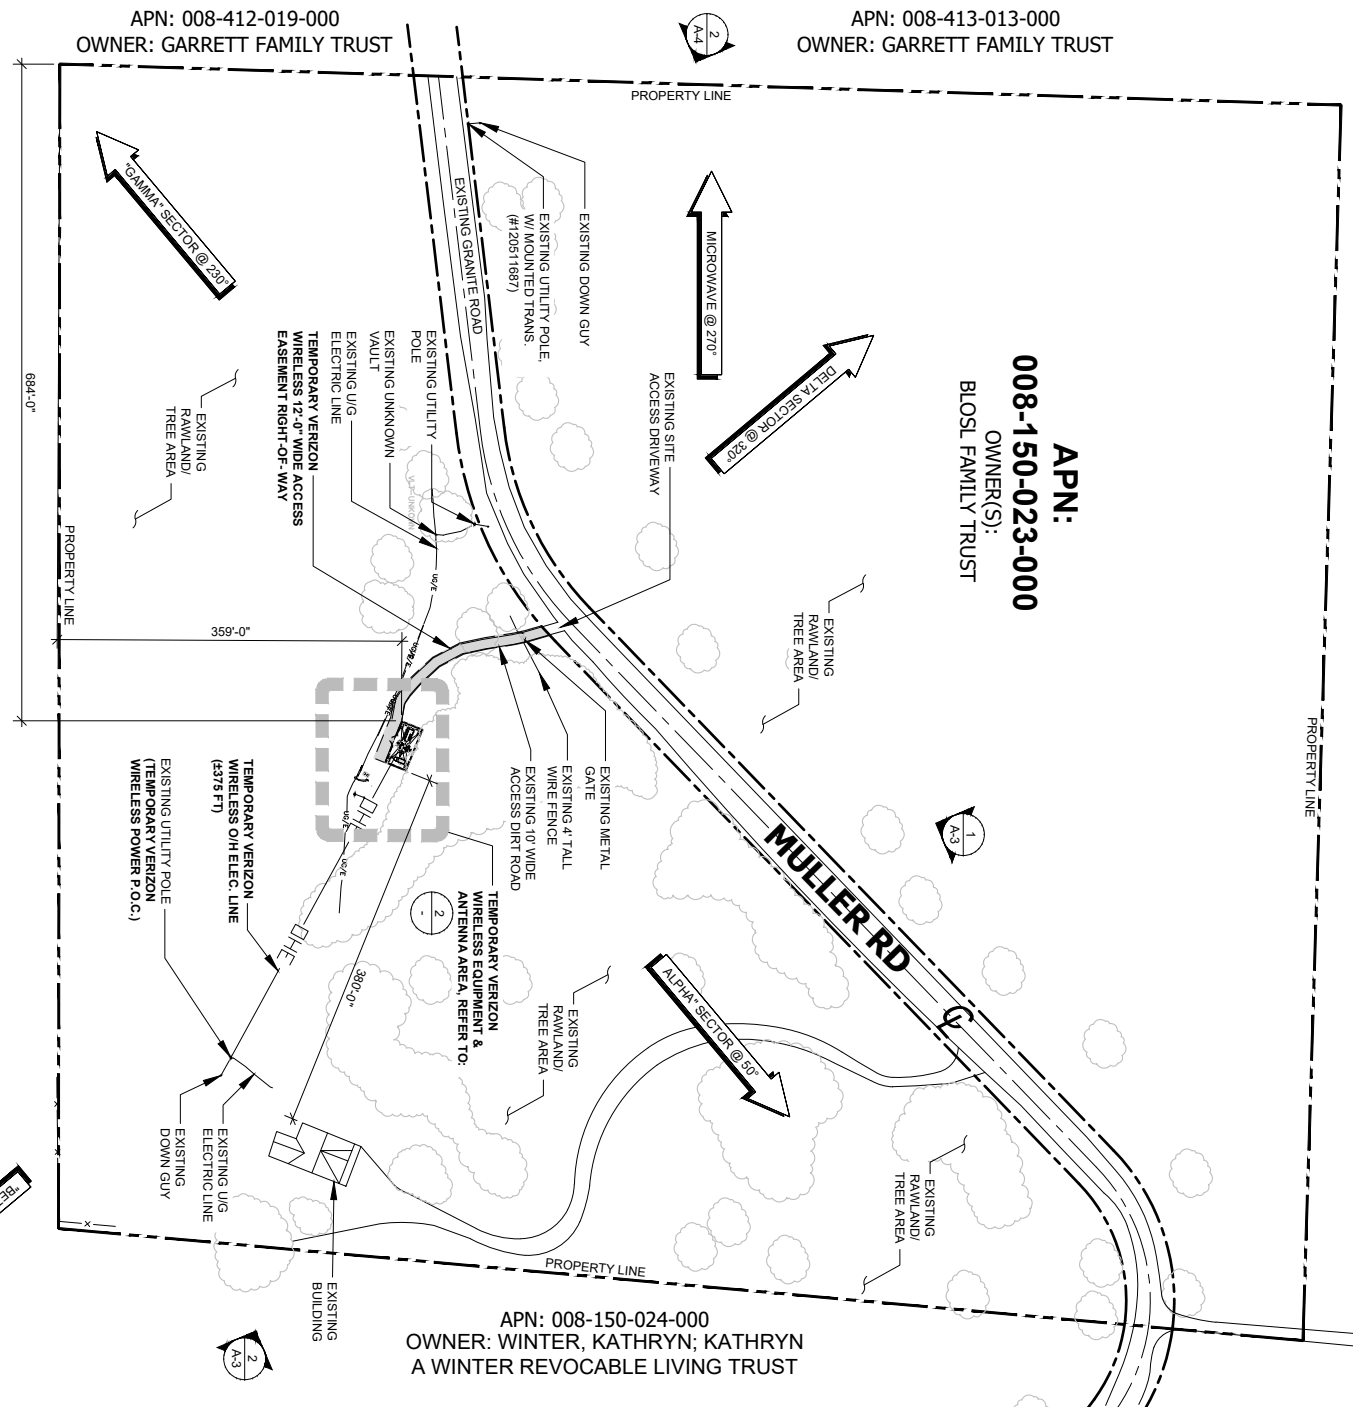 APN: 008-412-019-000
OWNER: GARRETT FAMILY TRUST
2
A-4
APN: 008-413-013-000
OWNER: GARRETT FAMILY TRUST
PROPERTY LINE
"GAMMA" SECTOR @ 230°
EXISTING GRANITE ROAD
EXISTING UTILITY POLE,
W/ MOUNTED TRANS.
(#120511687)
EXISTING DOWN GUY
MICROWAVE @ 270°
DELTA SECTOR @ 320°
APN:
008-150-023-000
OWNER(S):
BLOSL FAMILY TRUST
684'-0"
EXISTING
RAWLAND/
TREE AREA
TEMPORARY VERIZON
WIRELESS 12'-0" WIDE ACCESS
EASEMENT RIGHT-OF-WAY
EXISTING U/G
ELECTRIC LINE
EXISTING UNKNOWN
VAULT
EXISTING UTILITY
POLE
EXISTING SITE
ACCESS DRIVEWAY
PROPERTY LINE
UG/E
359'-0"
EXISTING
RAWLAND/
TREE AREA
PROPERTY LINE
EXISTING METAL
GATE
EXISTING 4' TALL
WIRE FENCE
EXISTING 10' WIDE
ACCESS DIRT ROAD
1
A-3
MULLER RD
TEMPORARY VERIZON
WIRELESS O/H ELEC. LINE
(±375 FT)
EXISTING UTILITY POLE
(TEMPORARY VERIZON
WIRELESS POWER P.O.C.)
UG/E
UG/E
OHE
TEMPORARY VERIZON
WIRELESS EQUIPMENT &
ANTENNA AREA, REFER TO:
2
-
380'-0"
EXISTING
RAWLAND/
TREE AREA
ALPHA" SECTOR @ 50°
CL
EXISTING
RAWLAND/
TREE AREA
EXISTING U/G
ELECTRIC LINE
EXISTING
DOWN GUY
"BE
x
PROPERTY LINE
EXISTING
BUILDING
2
A-3
APN: 008-150-024-000
OWNER: WINTER, KATHRYN; KATHRYN
A WINTER REVOCABLE LIVING TRUST